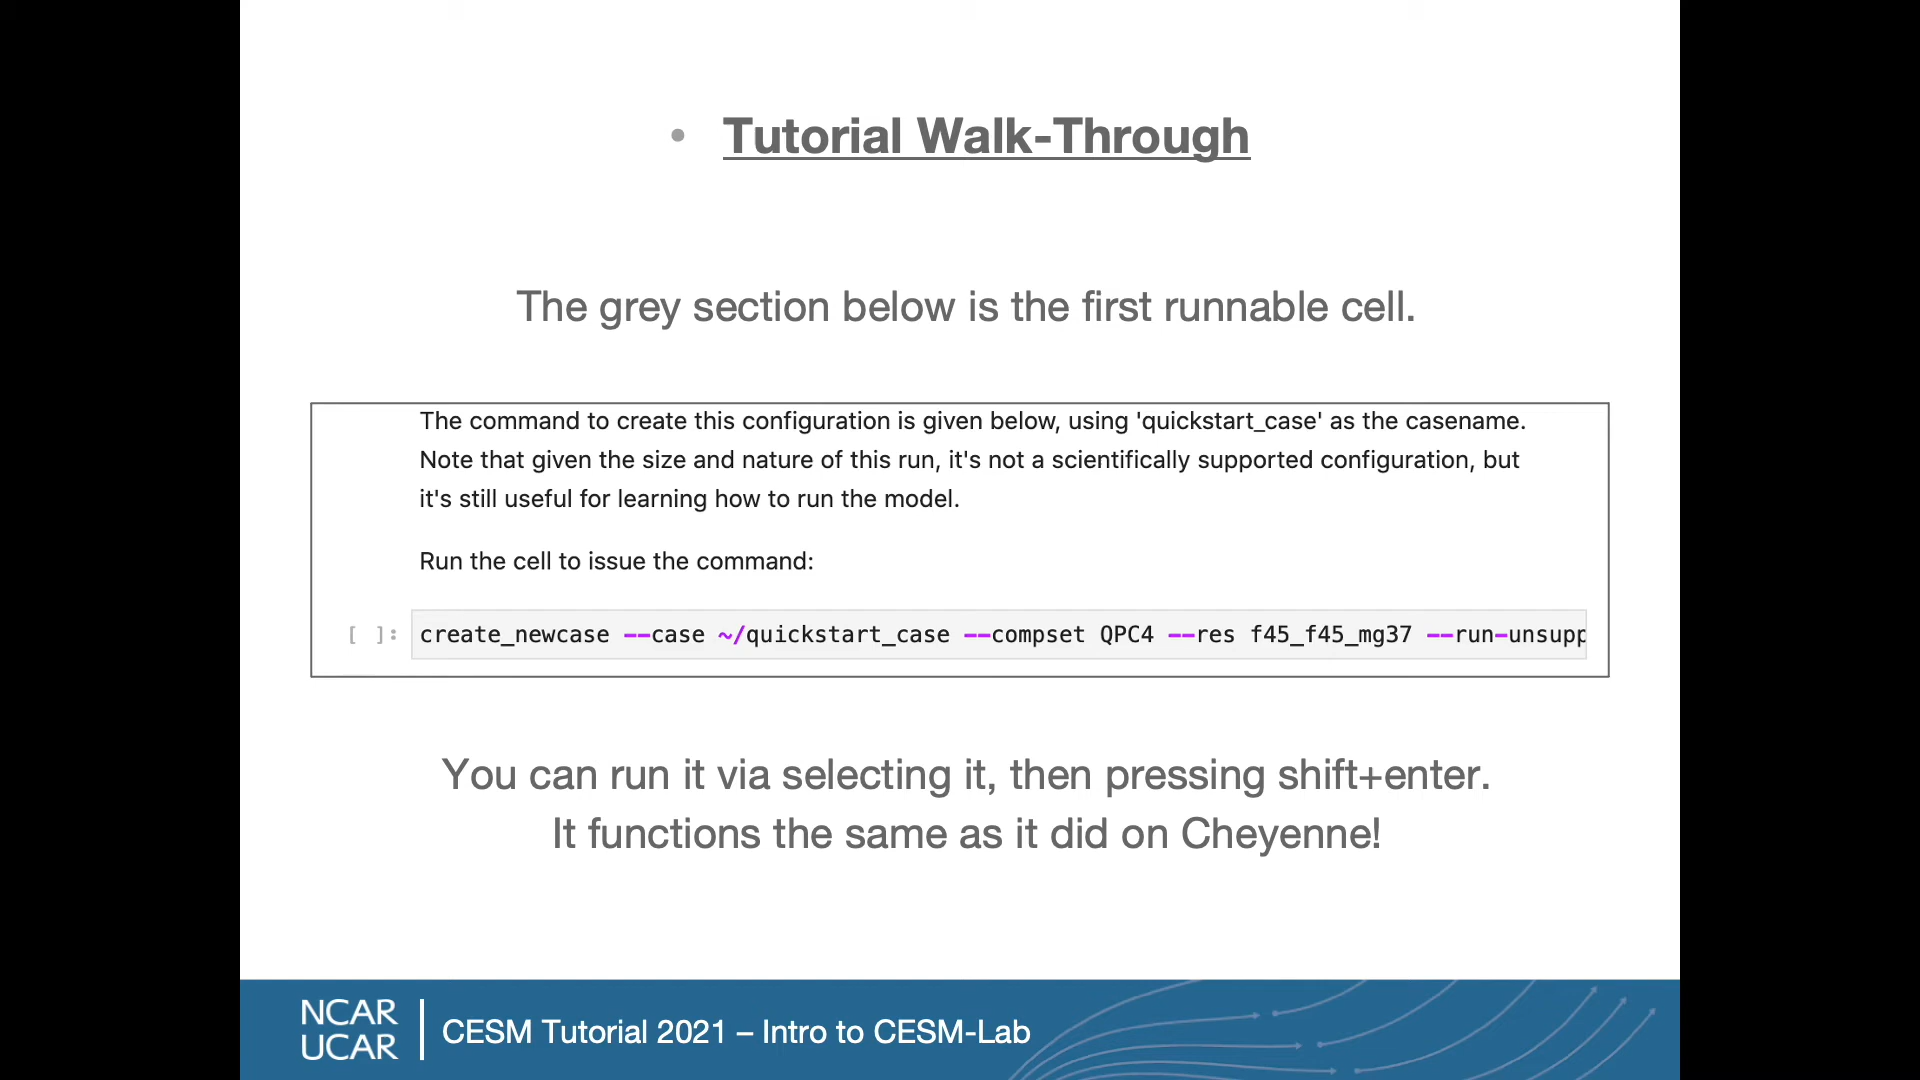 • Tutorial Walk-Through
The grey section below is the first runnable cell.
The command to create this configuration is given below, using 'quickstart_case' as the casename.
Note that given the size and nature of this run, it's not a scientifically supported configuration, but
it's still useful for learning how to run the model.
Run the cell to issue the command:
[ ]: create_newcase --case ~/quickstart_case --compset QPC4 --res f45_f45_mg37 --run-unsupp
You can run it via selecting it, then pressing shift+enter.
It functions the same as it did on Cheyenne!
NCAR
UCAR
CESM Tutorial 2021 – Intro to CESM-Lab